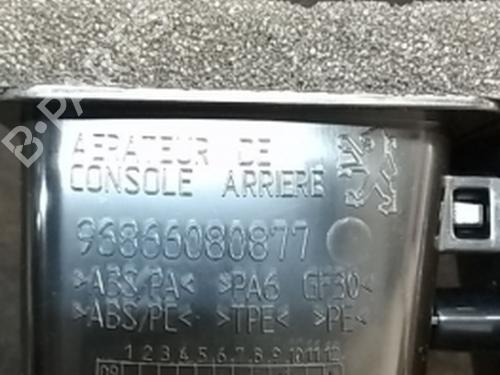 AERATEUR DE
CONSOLE ARRIERE
96866080877
>ABS/PA< >PA6 GF30<
>ABS/PC< >TPE< >PE<
1 2 3 4 5 6 7 8 9 10 11 12
09